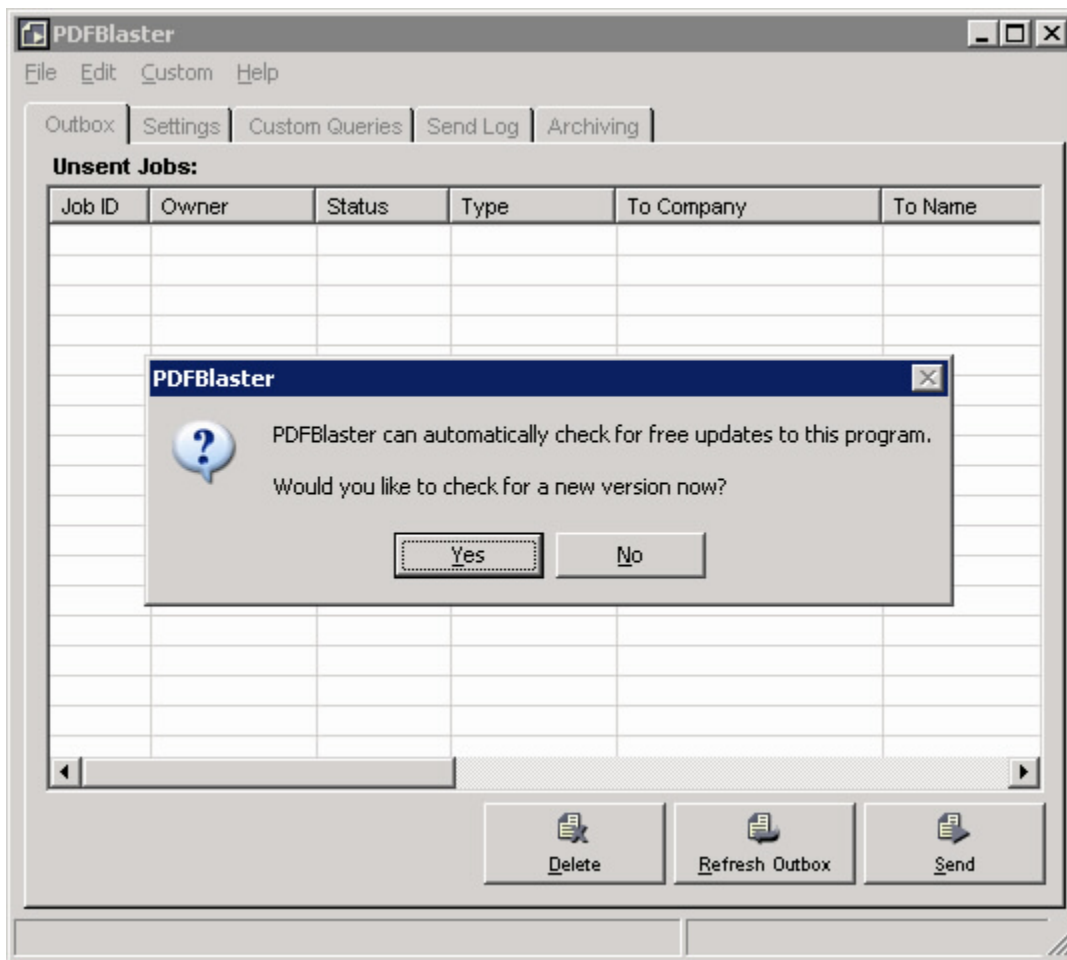 PDFBlaster
File Edit Custom Help
Outbox Settings Custom Queries Send Log Archiving
Unsent Jobs:
Job ID Owner Status Type To Company To Name
PDFBlaster
PDFBlaster can automatically check for free updates to this program.
Would you like to check for a new version now?
Yes No
Delete Refresh Outbox Send